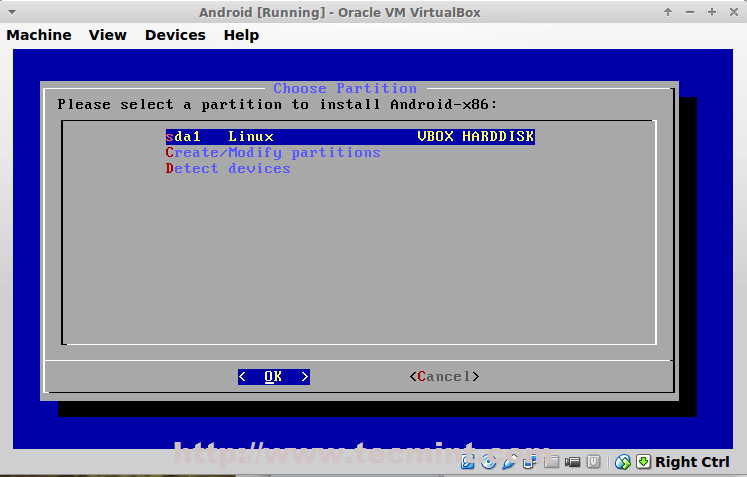 Android [Running] - Oracle VM VirtualBox
Machine View Devices Help
Choose Partition
Please select a partition to install Android-x86:
sda1 Linux VBOX HARDDISK
Create/Modify partitions
Detect devices
< OK > <Cancel>
http://www.tecmint.com
Right Ctrl